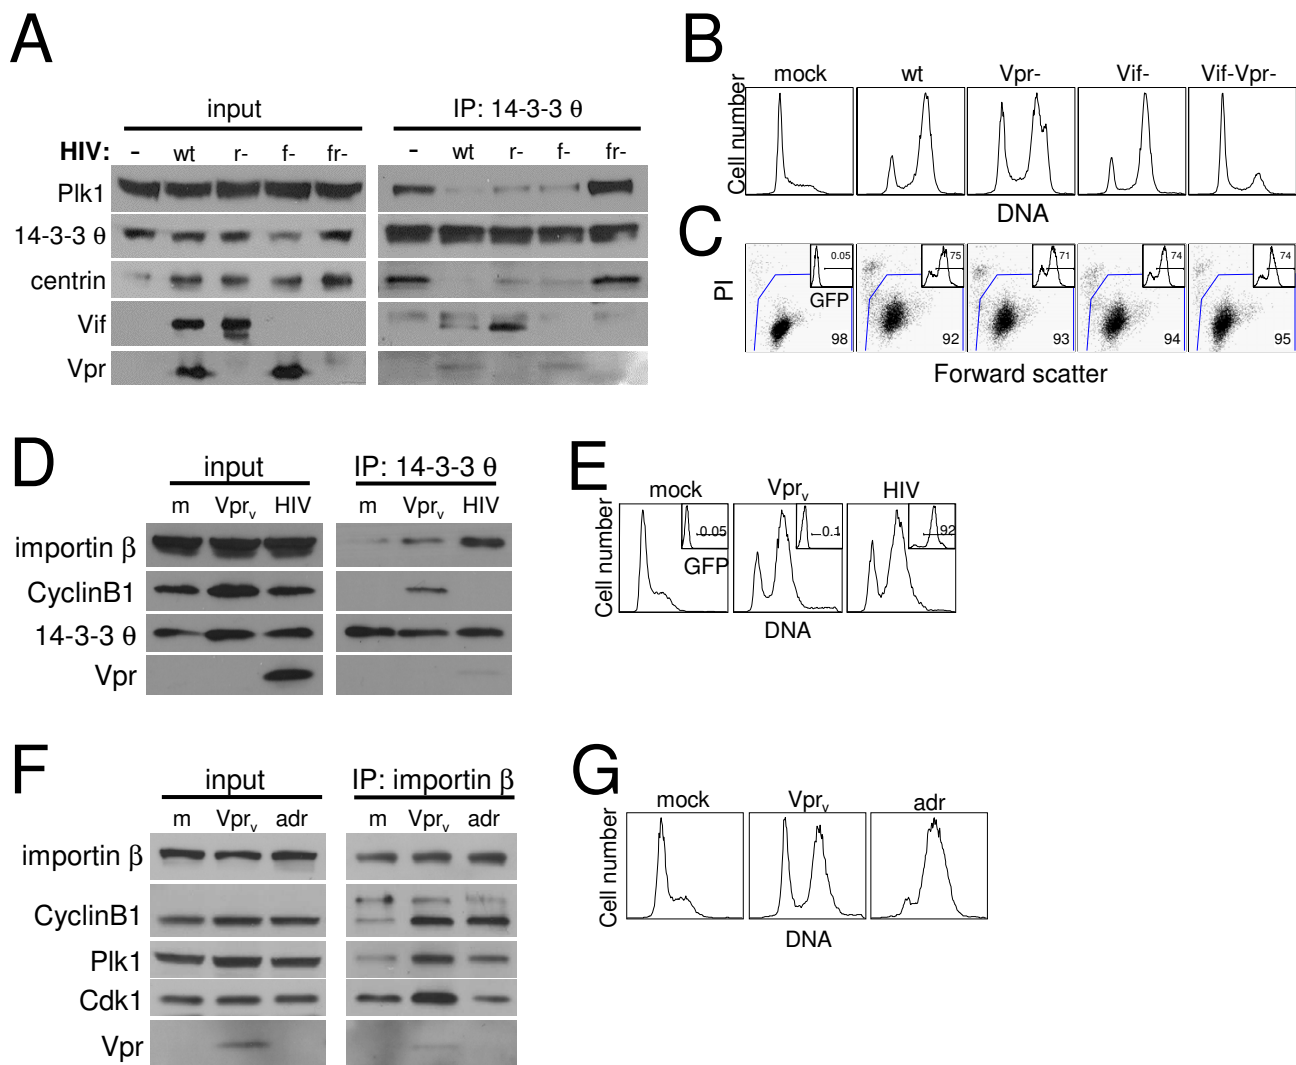 A
input
IP: 14-3-3 θ
HIV: - wt r- f- fr- - wt r- f- fr-
Plk1
14-3-3 θ
centrin
Vif
Vpr
B
mock wt Vpr- Vif- Vif-Vpr-
Cell number
DNA
C
PI
0.05 75 71 74 74
GFP
98 92 93 94 95
Forward scatter
D
input IP: 14-3-3 θ
m Vprv HIV m Vprv HIV
importin β
CyclinB1
14-3-3 θ
Vpr
E
mock Vprv HIV
0.05 0.1 92
GFP
Cell number
DNA
F
input IP: importin β
m Vprv adr m Vprv adr
importin β
CyclinB1
Plk1
Cdk1
Vpr
G
mock Vprv adr
Cell number
DNA